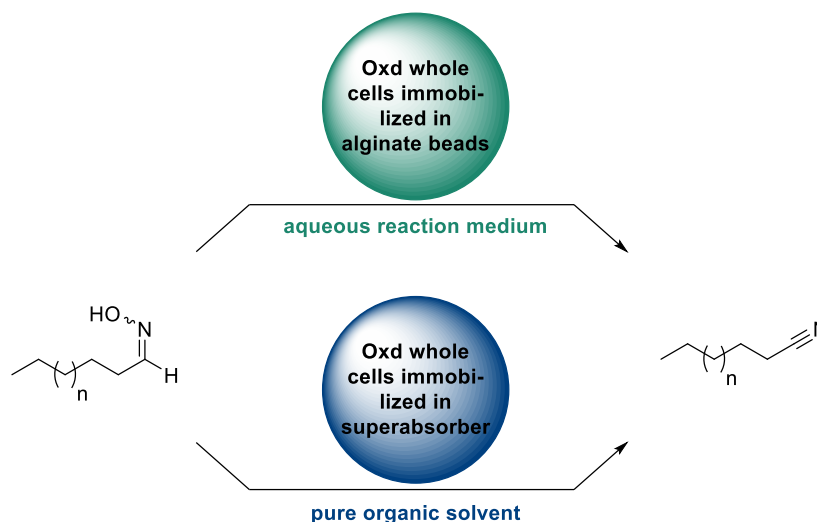 Oxd whole
cells immobi-
lized in
alginate beads
aqueous reaction medium
HO
N
H
n
Oxd whole
cells immobi-
lized in
superabsorber
N
n
pure organic solvent